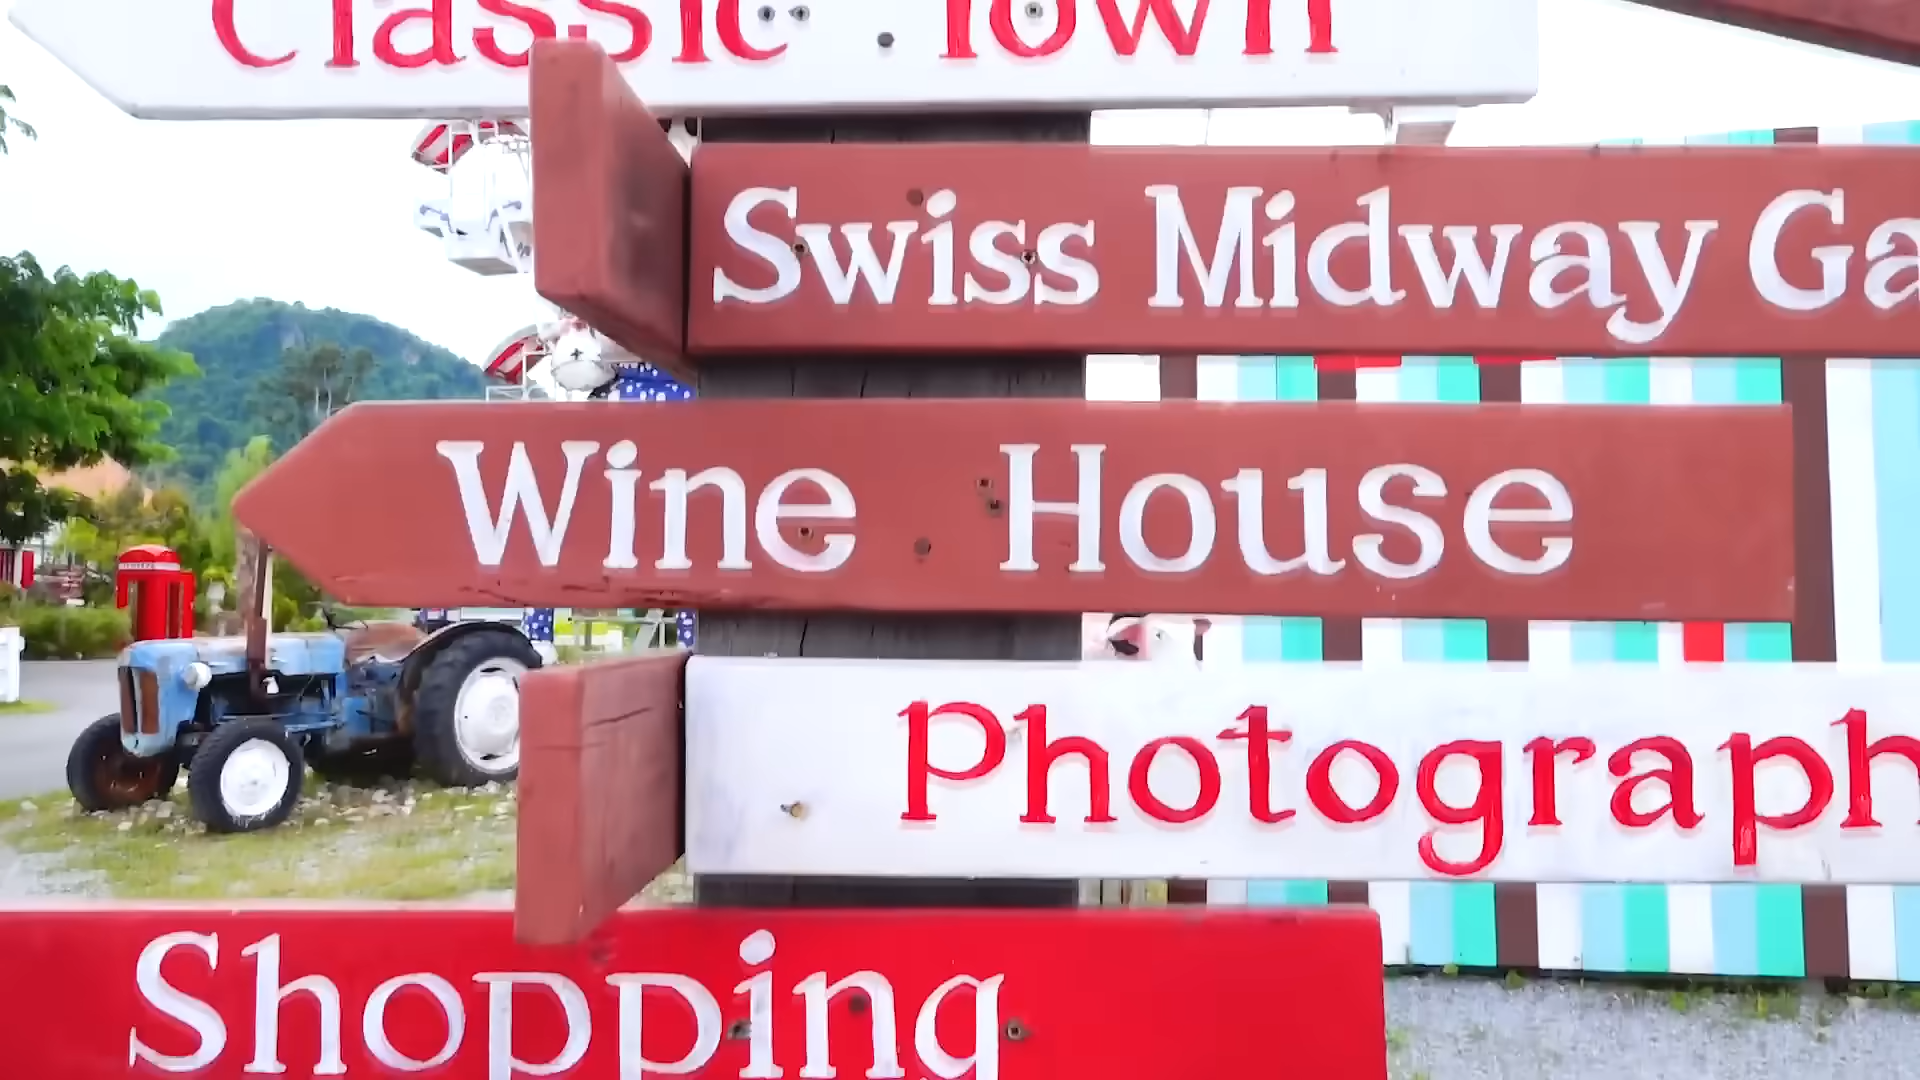 Classic Town
Swiss Midway Ga
Wine House
Photograph
Shopping